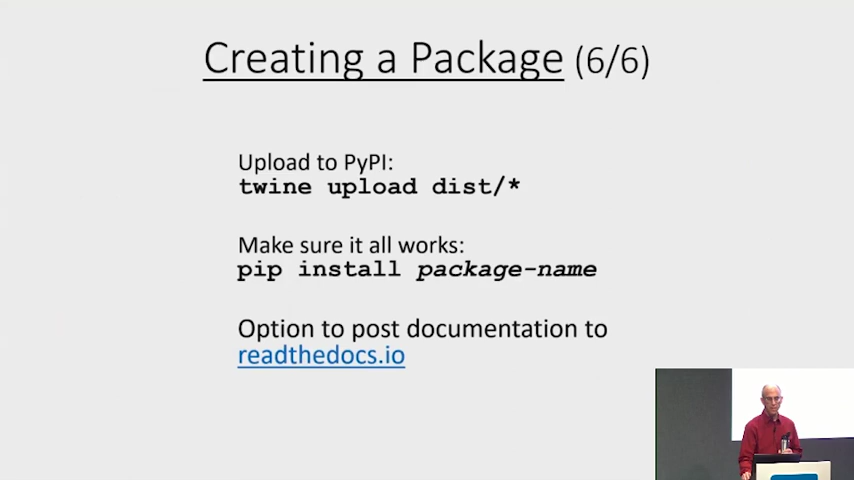 Creating a Package (6/6)
Upload to PyPI:
twine upload dist/*
Make sure it all works:
pip install package-name
Option to post documentation to
readthedocs.io